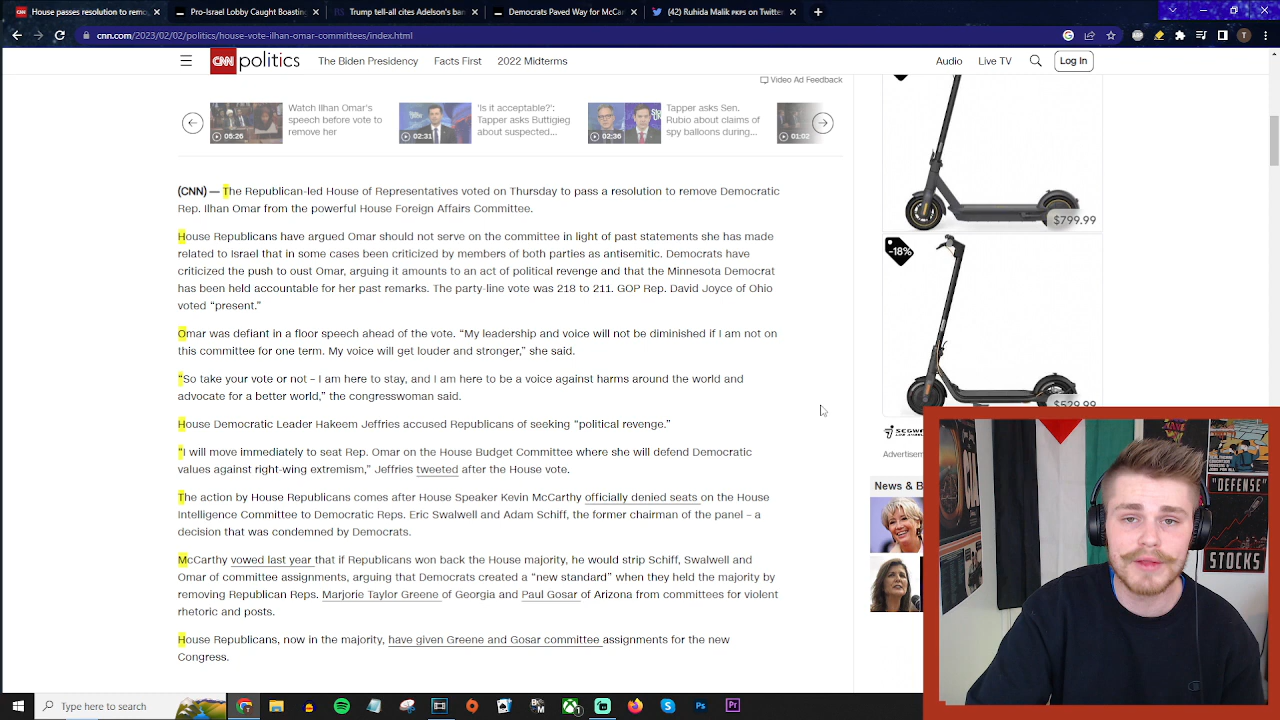 House passes resolution to remo
Pro-Israel Lobby Caught Boasting
Trump tell-all cites Adelson's ban
Democrats Paved Way for McCar
(42) Ruhida Malik on Twitter
cnn.com/2023/02/02/politics/house-vote-ilhan-omar-committees/index.html
CNN politics The Biden Presidency Facts First 2022 Midterms Audio Live TV Log In
Video Ad Feedback
Watch Ilhan Omar's
speech before vote to
remove her
05:26
'Is it acceptable?':
Tapper asks Buttigieg
about suspected...
02:31
Tapper asks Sen.
Rubio about claims of
spy balloons during...
02:36
01:02
(CNN) — The Republican-led House of Representatives voted on Thursday to pass a resolution to remove Democratic
Rep. Ilhan Omar from the powerful House Foreign Affairs Committee.
House Republicans have argued Omar should not serve on the committee in light of past statements she has made
related to Israel that in some cases been criticized by members of both parties as antisemitic. Democrats have
criticized the push to oust Omar, arguing it amounts to an act of political revenge and that the Minnesota Democrat
has been held accountable for her past remarks. The party-line vote was 218 to 211. GOP Rep. David Joyce of Ohio
voted “present.”
Omar was defiant in a floor speech ahead of the vote. “My leadership and voice will not be diminished if I am not on
this committee for one term. My voice will get louder and stronger,” she said.
“So take your vote or not – I am here to stay, and I am here to be a voice against harms around the world and
advocate for a better world,” the congresswoman said.
House Democratic Leader Hakeem Jeffries accused Republicans of seeking “political revenge.”
“I will move immediately to seat Rep. Omar on the House Budget Committee where she will defend Democratic
values against right-wing extremism,” Jeffries tweeted after the House vote.
The action by House Republicans comes after House Speaker Kevin McCarthy officially denied seats on the House
Intelligence Committee to Democratic Reps. Eric Swalwell and Adam Schiff, the former chairman of the panel – a
decision that was condemned by Democrats.
McCarthy vowed last year that if Republicans won back the House majority, he would strip Schiff, Swalwell and
Omar of committee assignments, arguing that Democrats created a “new standard” when they held the majority by
removing Republican Reps. Marjorie Taylor Greene of Georgia and Paul Gosar of Arizona from committees for violent
rhetoric and posts.
House Republicans, now in the majority, have given Greene and Gosar committee assignments for the new
Congress.
$799.99
-18%
$529.99
SEGW
Advertisem
News & B
"DEFENSE"
STOCKS
CIA
Type here to search